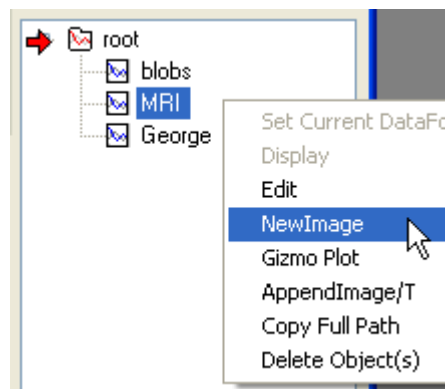 root
blobs
MRI
George
Set Current DataFo
Display
Edit
NewImage
Gizmo Plot
AppendImage/T
Copy Full Path
Delete Object(s)